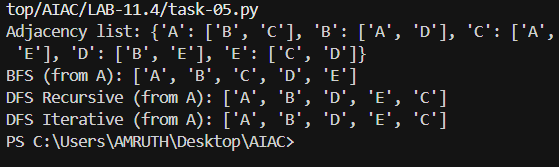 top/AIAC/LAB-11.4/task-05.py
Adjacency list: {'A': ['B', 'C'], 'B': ['A', 'D'], 'C': ['A',
 'E'], 'D': ['B', 'E'], 'E': ['C', 'D']}
BFS (from A): ['A', 'B', 'C', 'D', 'E']
DFS Recursive (from A): ['A', 'B', 'D', 'E', 'C']
DFS Iterative (from A): ['A', 'B', 'D', 'E', 'C']
PS C:\Users\AMRUTH\Desktop\AIAC>